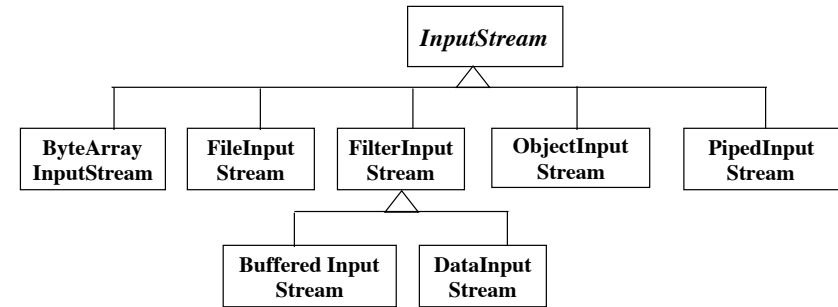 InputStream
ByteArray
InputStream
FileInput
Stream
FilterInput
Stream
ObjectInput
Stream
PipedInput
Stream
Buffered Input
Stream
DataInput
Stream